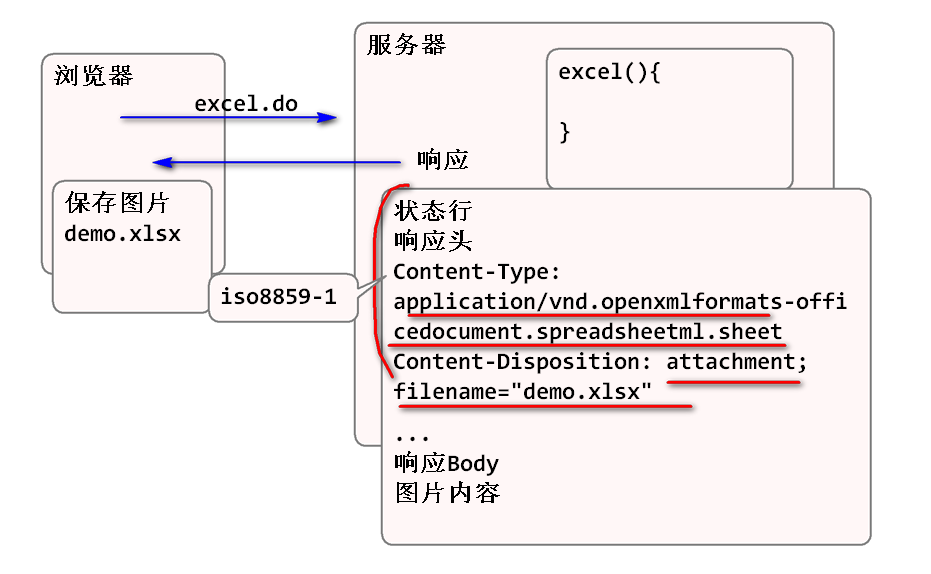 浏览器
excel.do
保存图片
demo.xlsx
iso8859-1
服务器
excel(){
}
响应
状态行
响应头
Content-Type:
application/vnd.openxmlformats-offi
cedocument.spreadsheetml.sheet
Content-Disposition: attachment;
filename="demo.xlsx"
...
响应Body
图片内容